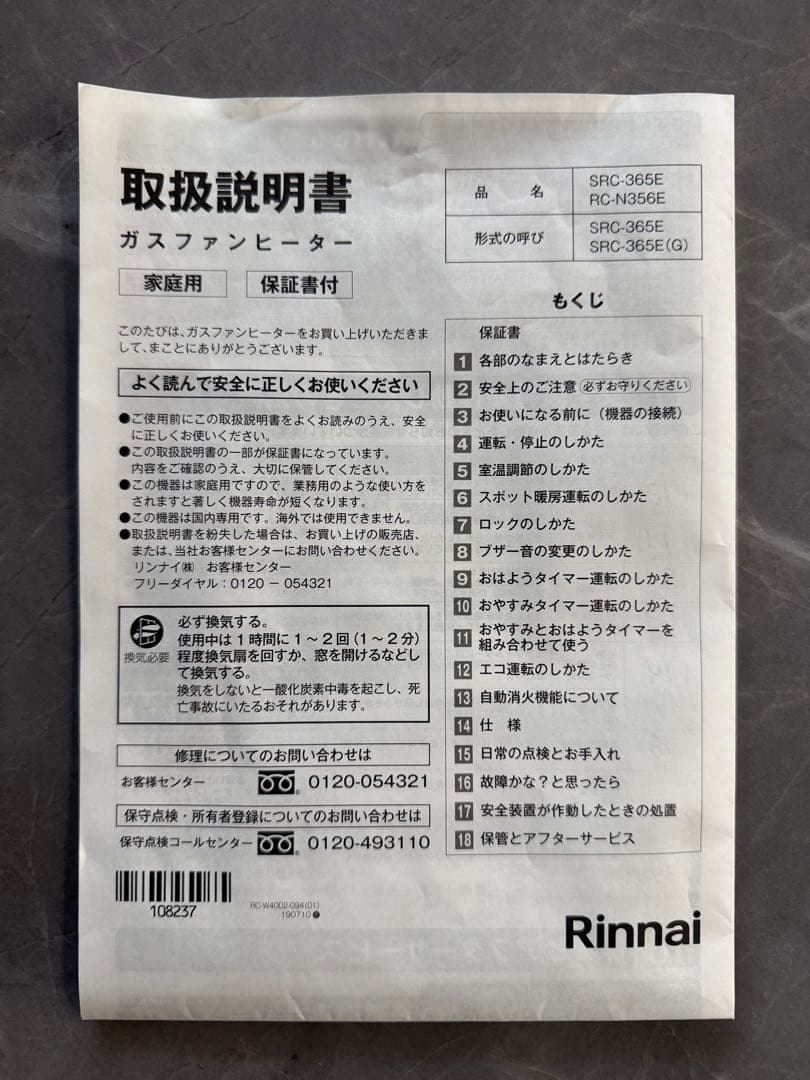 取扱説明書
ガスファンヒーター
家庭用 保証書付
品名 SRC-365E
RC-N356E
形式の呼び SRC-365E
SRC-365E(G)
このたびは、ガスファンヒーターをお買い上げいただきま
して、まことにありがとうございます。
よく読んで安全に正しくお使いください
●ご使用前にこの取扱説明書をよくお読みのうえ、安全
に正しくお使いください。
●この取扱説明書の一部が保証書になっています。
内容をご確認のうえ、大切に保管してください。
●この機器は家庭用ですので、業務用のような使い方を
されますと著しく機器寿命が短くなります。
●この機器は国内専用です。海外では使用できません。
●取扱説明書を紛失した場合は、お買い上げの販売店、
または、当社お客様センターにお問い合わせください。
リンナイ㈱ お客様センター
フリーダイヤル：0120－054321
換気必要
必ず換気する。
使用中は1時間に1～2回(1～2分)
程度換気扇を回すか、窓を開けるなどし
て換気する。
換気をしないと一酸化炭素中毒を起こし、死
亡事故にいたるおそれがあります。
修理についてのお問い合わせは
お客様センター 0120-054321
保守点検・所有者登録についてのお問い合わせは
保守点検コールセンター 0120-493110
108237
RC-W4002-094(01)
190710
もくじ
保証書
1 各部のなまえとはたらき
2 安全上のご注意 必ずお守りください
3 お使いになる前に（機器の接続）
4 運転・停止のしかた
5 室温調節のしかた
6 スポット暖房運転のしかた
7 ロックのしかた
8 ブザー音の変更のしかた
9 おはようタイマー運転のしかた
10 おやすみタイマー運転のしかた
11 おやすみとおはようタイマーを
組み合わせて使う
12 エコ運転のしかた
13 自動消火機能について
14 仕様
15 日常の点検とお手入れ
16 故障かな？と思ったら
17 安全装置が作動したときの処置
18 保管とアフターサービス
Rinnai